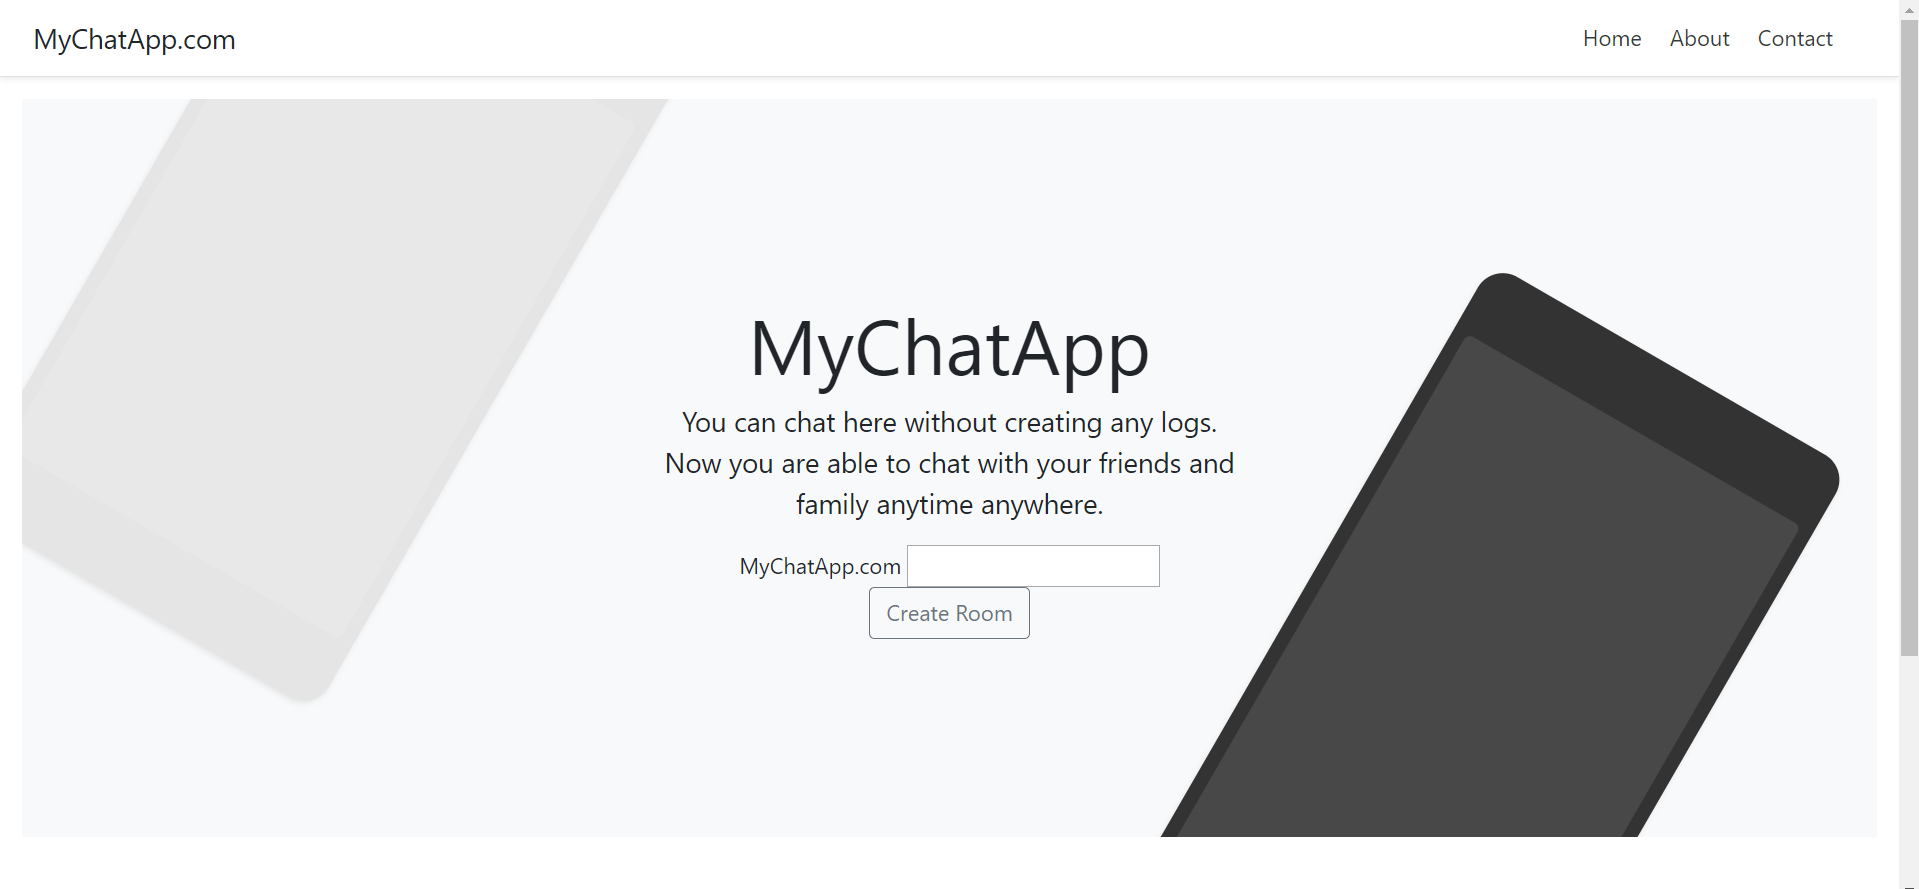 MyChatApp.com
Home About Contact
MyChatApp
You can chat here without creating any logs.
Now you are able to chat with your friends and
family anytime anywhere.
MyChatApp.com
Create Room